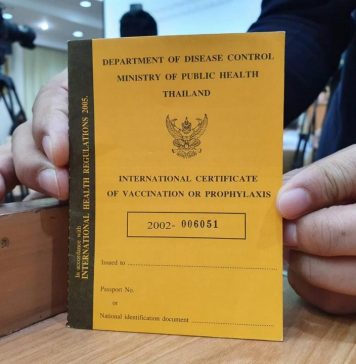 In accordance with
INTERNATIONAL HEALTH REGULATIONS 2005.
DEPARTMENT OF DISEASE CONTROL
MINISTRY OF PUBLIC HEALTH
THAILAND
INTERNATIONAL CERTIFICATE
OF VACCINATION OR PROPHYLAXIS
2002- 006051
Issued to
Passport No.
or
National identification document